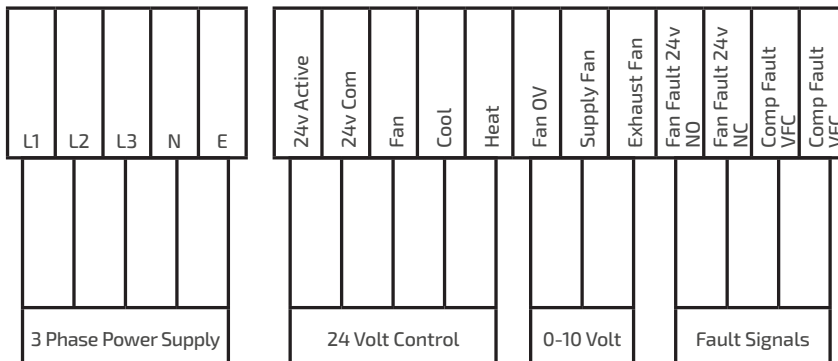 L1
L2
L3
N
E
24v Active
24v Com
Fan
Cool
Heat
Fan OV
Supply Fan
Exhaust Fan
Fan Fault 24v
NO
Fan Fault 24v
NC
Comp Fault
VFC
Comp Fault
VFC
3 Phase Power Supply
24 Volt Control
0-10 Volt
Fault Signals